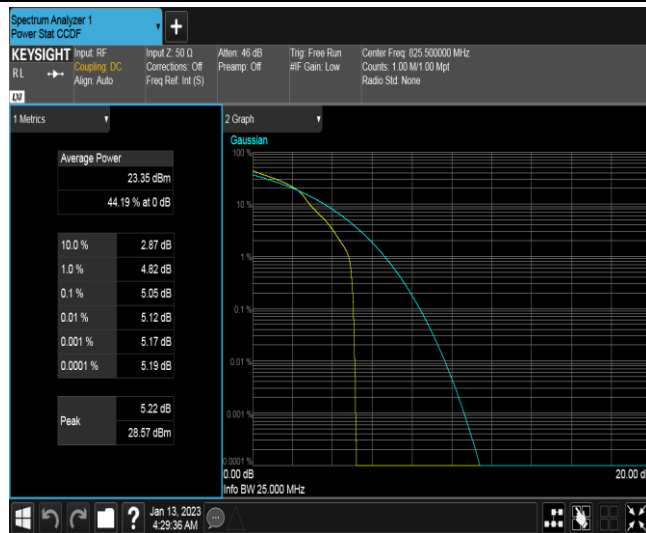 Spectrum Analyzer 1
Power Stat CCDF
KEYSIGHT
RL
Input: RF
Coupling: DC
Align: Auto
Input Z: 50 Ω
Corrections: Off
Freq Ref: Int (S)
Atten: 46 dB
Preamp: Off
Trig: Free Run
#IF Gain: Low
Center Freq: 825.500000 MHz
Counts: 1.00 M/1.00 Mpt
Radio Std: None
1 Metrics
Average Power
23.35 dBm
44.19 % at 0 dB
10.0 % 2.87 dB
1.0 % 4.82 dB
0.1 % 5.05 dB
0.01 % 5.12 dB
0.001 % 5.17 dB
0.0001 % 5.19 dB
Peak
5.22 dB
28.57 dBm
2 Graph
Gaussian
100 %
10 %
1 %
0.1 %
0.01 %
0.001 %
0.0001 %
0.00 dB
20.00 d
Info BW 25.000 MHz
Jan 13, 2023
4:29:36 AM